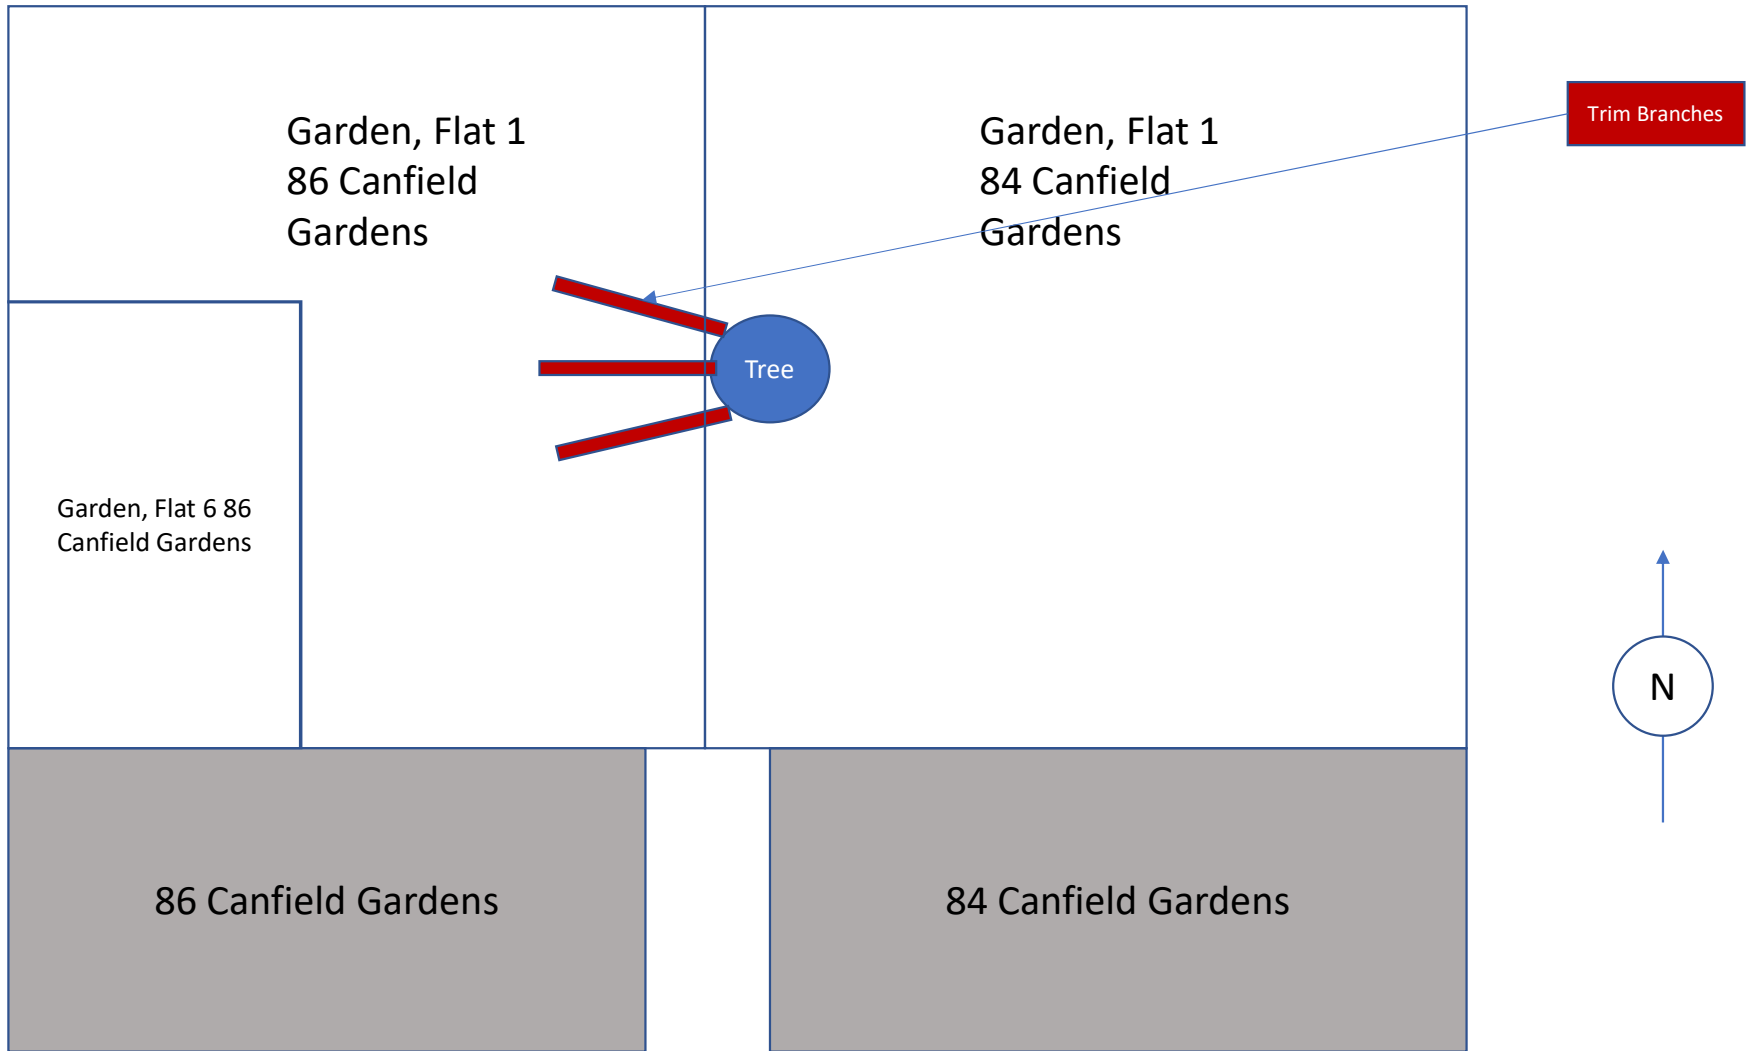 Garden, Flat 1
86 Canfield
Gardens
Garden, Flat 1
84 Canfield
Gardens
Trim Branches
Tree
Garden, Flat 6 86
Canfield Gardens
N
86 Canfield Gardens
84 Canfield Gardens